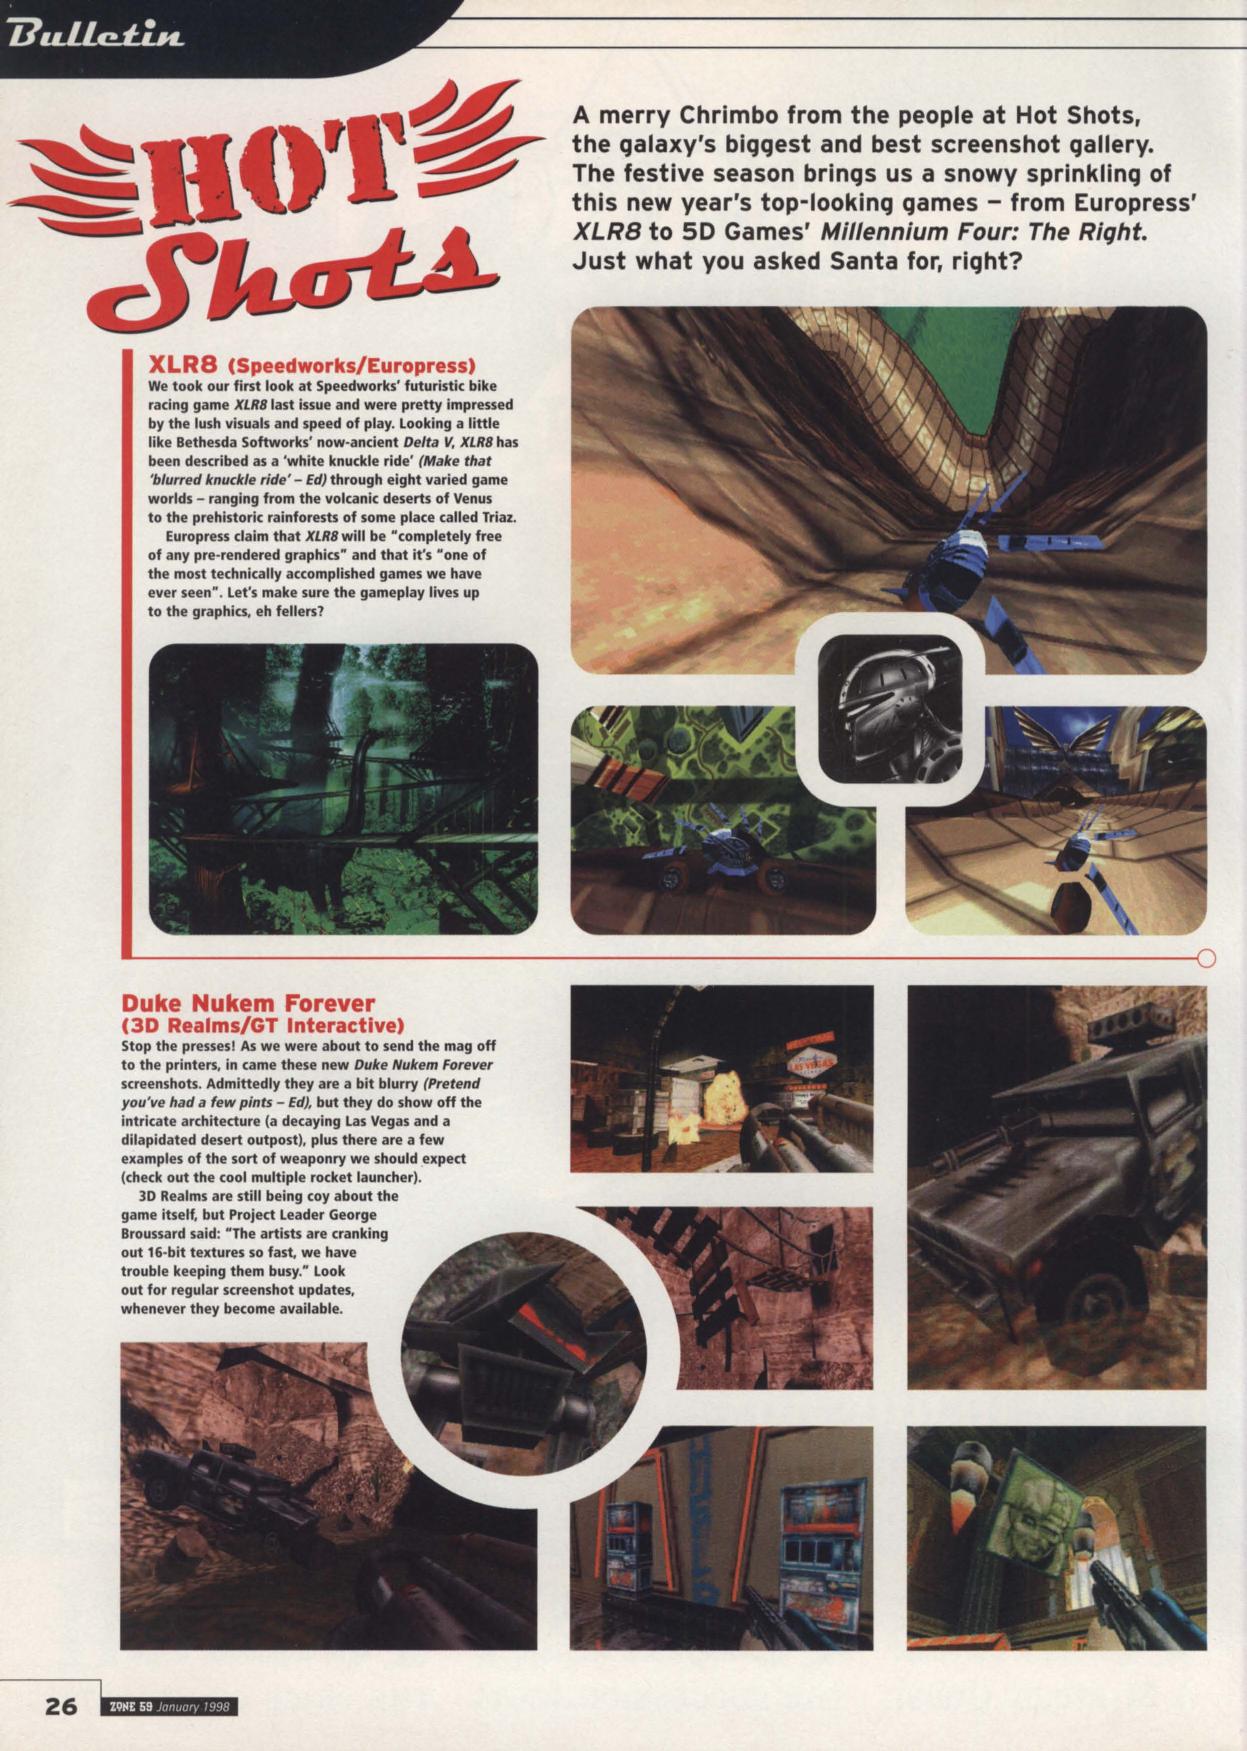 Bulletin
HOT
Shots
A merry Chrimbo from the people at Hot Shots,
the galaxy's biggest and best screenshot gallery.
The festive season brings us a snowy sprinkling of
this new year's top-looking games – from Europress'
XLR8 to 5D Games' Millennium Four: The Right.
Just what you asked Santa for, right?
XLR8 (Speedworks/Europress)
We took our first look at Speedworks' futuristic bike
racing game XLR8 last issue and were pretty impressed
by the lush visuals and speed of play. Looking a little
like Bethesda Softworks' now-ancient Delta V, XLR8 has
been described as a 'white knuckle ride' (Make that
'blurred knuckle ride' – Ed) through eight varied game
worlds – ranging from the volcanic deserts of Venus
to the prehistoric rainforests of some place called Triaz.
Europress claim that XLR8 will be "completely free
of any pre-rendered graphics" and that it's "one of
the most technically accomplished games we have
ever seen". Let's make sure the gameplay lives up
to the graphics, eh fellers?
Duke Nukem Forever
(3D Realms/GT Interactive)
Stop the presses! As we were about to send the mag off
to the printers, in came these new Duke Nukem Forever
screenshots. Admittedly they are a bit blurry (Pretend
you've had a few pints – Ed), but they do show off the
intricate architecture (a decaying Las Vegas and a
dilapidated desert outpost), plus there are a few
examples of the sort of weaponry we should expect
(check out the cool multiple rocket launcher).
3D Realms are still being coy about the
game itself, but Project Leader George
Broussard said: "The artists are cranking
out 16-bit textures so fast, we have
trouble keeping them busy." Look
out for regular screenshot updates,
whenever they become available.
LAS VEGAS
26
ZONE 59 January 1998